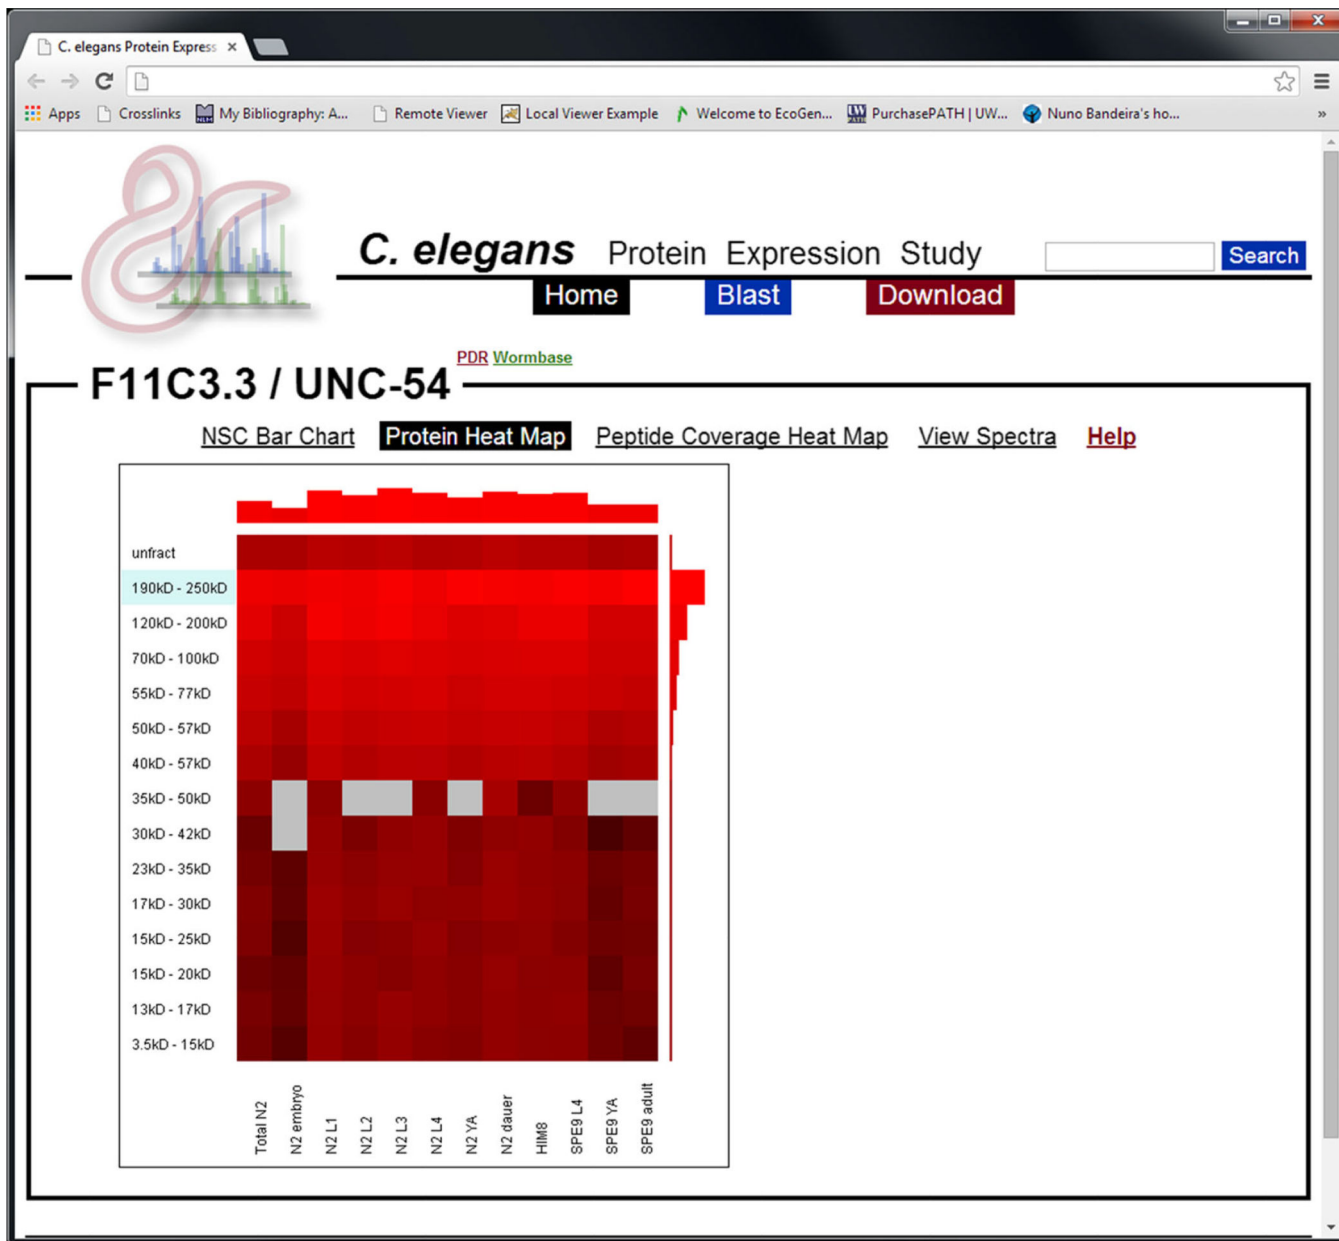 C. elegans Protein Express
Apps Crosslinks My Bibliography: A... Remote Viewer Local Viewer Example Welcome to EcoGen... PurchasePATH | UW... Nuno Bandeira's ho... »
C. elegans Protein Expression Study Search
Home Blast Download
PDR Wormbase
F11C3.3 / UNC-54
NSC Bar Chart Protein Heat Map Peptide Coverage Heat Map View Spectra Help
unfract
190kD - 250kD
120kD - 200kD
70kD - 100kD
55kD - 77kD
50kD - 57kD
40kD - 57kD
35kD - 50kD
30kD - 42kD
23kD - 35kD
17kD - 30kD
15kD - 25kD
15kD - 20kD
13kD - 17kD
3.5kD - 15kD
Total N2
N2 embryo
N2 L1
N2 L2
N2 L3
N2 L4
N2 YA
N2 dauer
HIM8
SPE9 L4
SPE9 YA
SPE9 adult